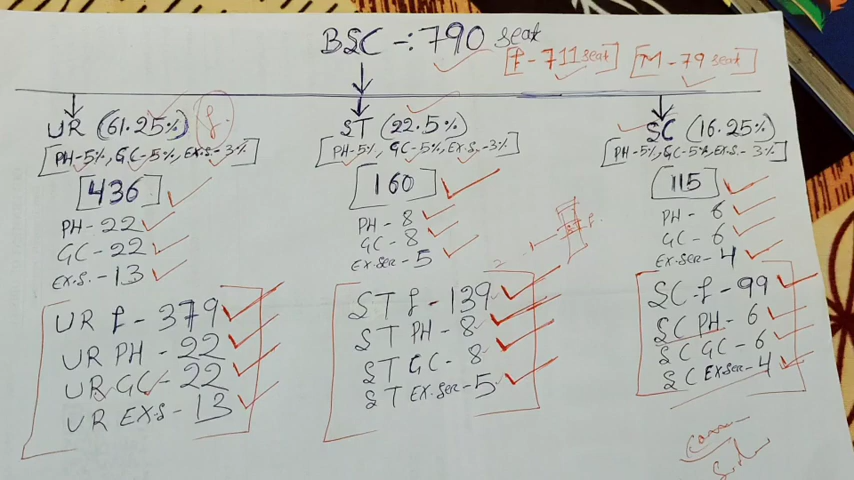 BSC -: 790 seat
[f - 711 seat] [M - 79 seat]
UR (61.25%) f.
[PH-5%, GC-5%, EX.S.-3%]
[436]
PH - 22
GC - 22
EX.S. - 13
UR f - 379
UR PH - 22
UR GC - 22
UR EX.S - 13
ST (22.5%)
[PH-5%, GC-5%, EX.S.-3%]
[160]
PH - 8
GC - 8
EX.SER - 5
ST f - 139
ST PH - 8
ST GC - 8
ST EX.SER - 5
SC (16.25%)
[PH-5%, GC-5%, EX.S.- 3%]
[115]
PH - 6
GC - 6
EX.SER - 4
SC f - 99
SC PH - 6
SC GC - 6
SC EX.SER - 4